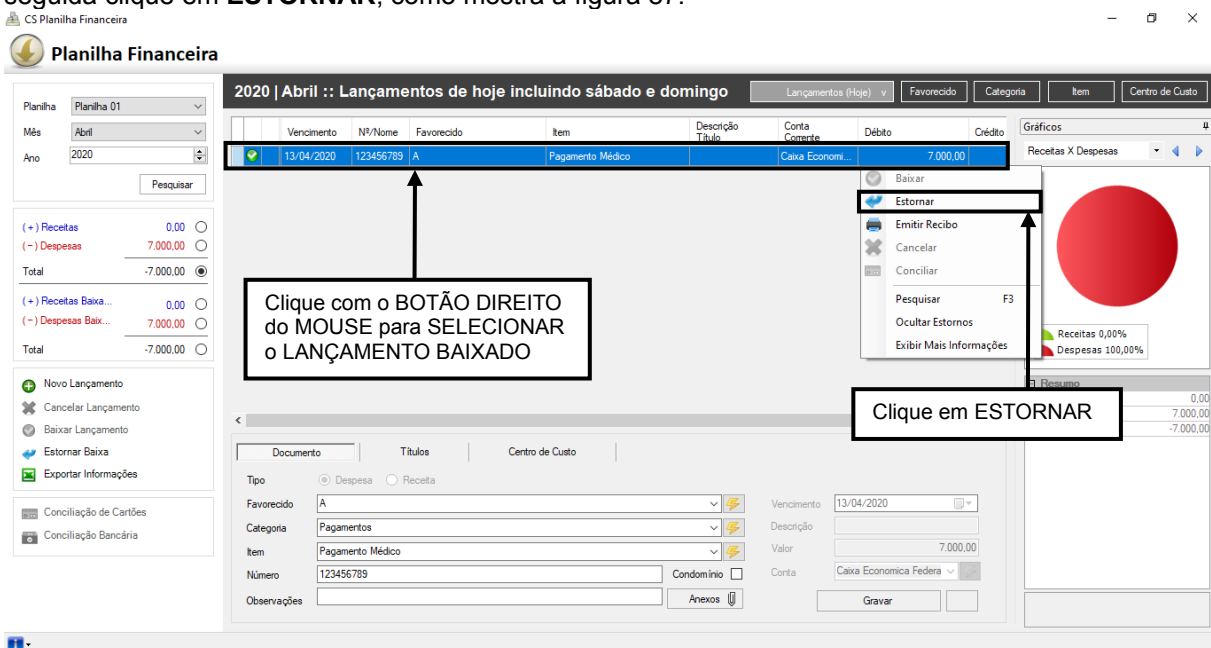 seguida clique em ESTORNAR, como mostra a figura 67.
CS Planilha Financeira
Planilha Financeira
Planilha Planilha 01
Mês Abril
Ano 2020
Pesquisar
(+) Receitas 0,00
(-) Despesas 7.000,00
Total -7.000,00
(+) Receitas Baixa... 0,00
(-) Despesas Baix... 7.000,00
Total -7.000,00
Novo Lançamento
Cancelar Lançamento
Baixar Lançamento
Estornar Baixa
Exportar Informações
Conciliação de Cartões
Conciliação Bancária
2020 | Abril :: Lançamentos de hoje incluindo sábado e domingo
Lançamentos (Hoje) v Favorecido Categoria Item Centro de Custo
Vencimento Nº/Nome Favorecido Item Descrição Título Conta Corrente Débito Crédito
13/04/2020 123456789 A Pagamento Médico Caixa Economi... 7.000,00
Baixar
Estornar
Emitir Recibo
Cancelar
Conciliar
Pesquisar F3
Ocultar Estornos
Exibir Mais Informações
Clique com o BOTÃO DIREITO
do MOUSE para SELECIONAR
o LANÇAMENTO BAIXADO
Clique em ESTORNAR
Gráficos
Receitas X Despesas
Receitas 0,00%
Despesas 100,00%
Resumo
0,00
7.000,00
-7.000,00
Documento Títulos Centro de Custo
Tipo Despesa Receita
Favorecido A
Categoria Pagamentos
Item Pagamento Médico
Número 123456789 Condomínio
Observações Anexos
Vencimento 13/04/2020
Descrição
Valor 7.000,00
Conta Caixa Economica Federa
Gravar